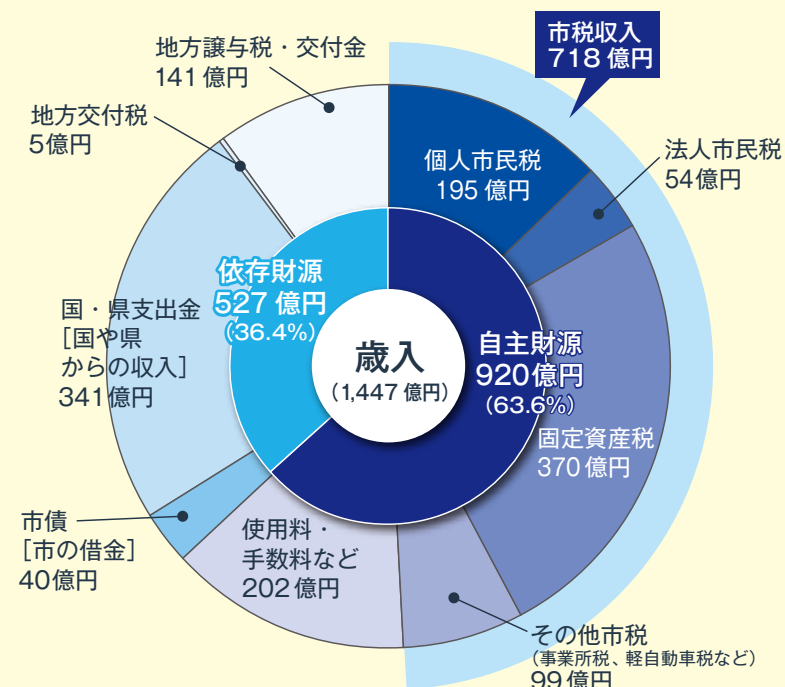 市税収入
718億円
地方譲与税・交付金
141億円
地方交付税
5億円
個人市民税
195億円
法人市民税
54億円
依存財源
527億円
(36.4%)
国・県支出金
[国や県
からの収入]
341億円
歳入
(1,447億円)
自主財源
920億円
(63.6%)
固定資産税
370億円
市債
[市の借金]
40億円
使用料・
手数料など
202億円
その他市税
(事業所税、軽自動車税など)
99億円